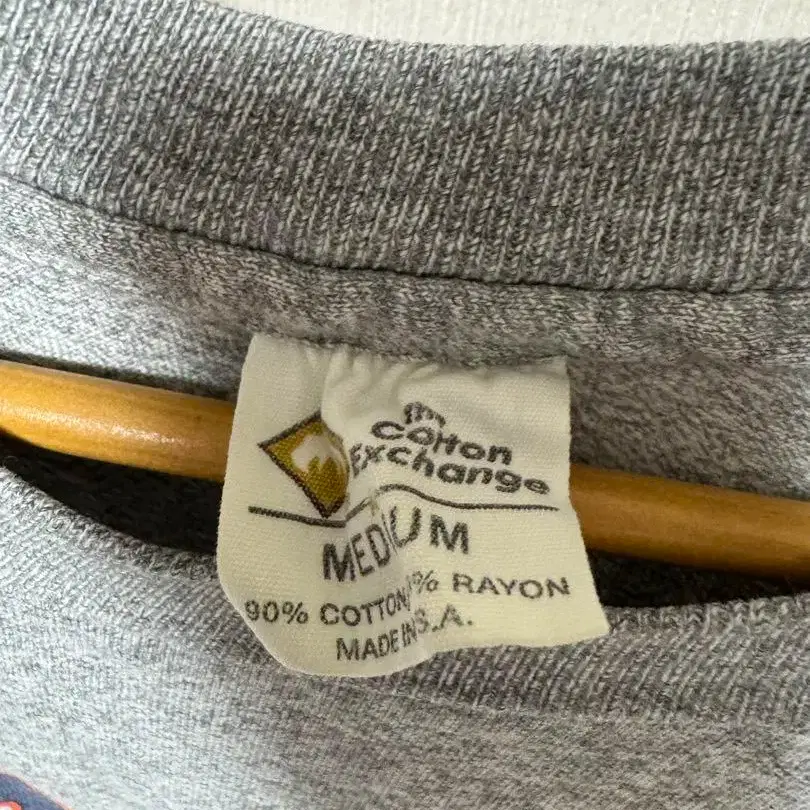 the
Cotton
Exchange
MEDIUM
90% COTTON/ % RAYON
MADE IN .S.A.